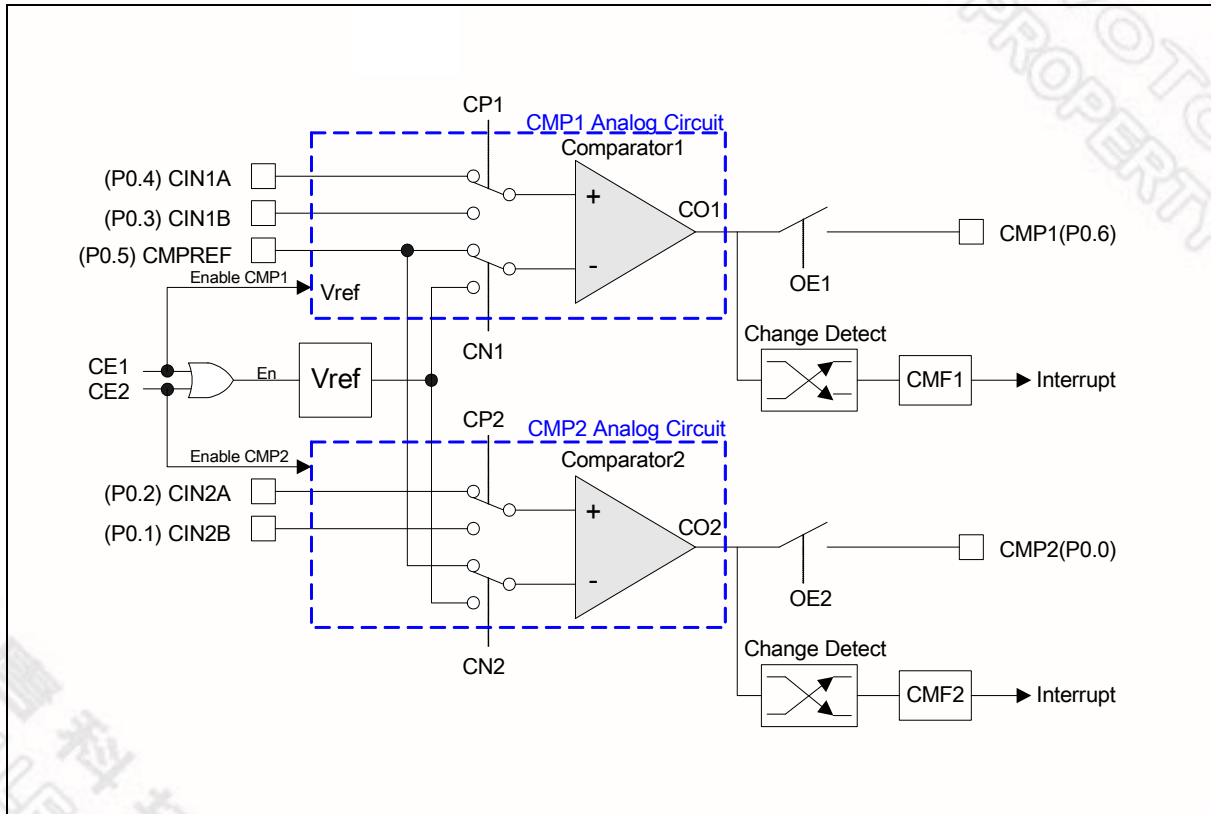 CP1
CMP1 Analog Circuit
Comparator1
(P0.4) CIN1A
(P0.3) CIN1B
(P0.5) CMPREF
+
-
CO1
CMP1(P0.6)
OE1
Enable CMP1
Vref
Change Detect
CN1
CE1
CE2
En
Vref
CMF1
Interrupt
CP2
CMP2 Analog Circuit
Enable CMP2
Comparator2
(P0.2) CIN2A
(P0.1) CIN2B
+
-
CO2
CMP2(P0.0)
OE2
Change Detect
CN2
CMF2
Interrupt
PROPERTY
科